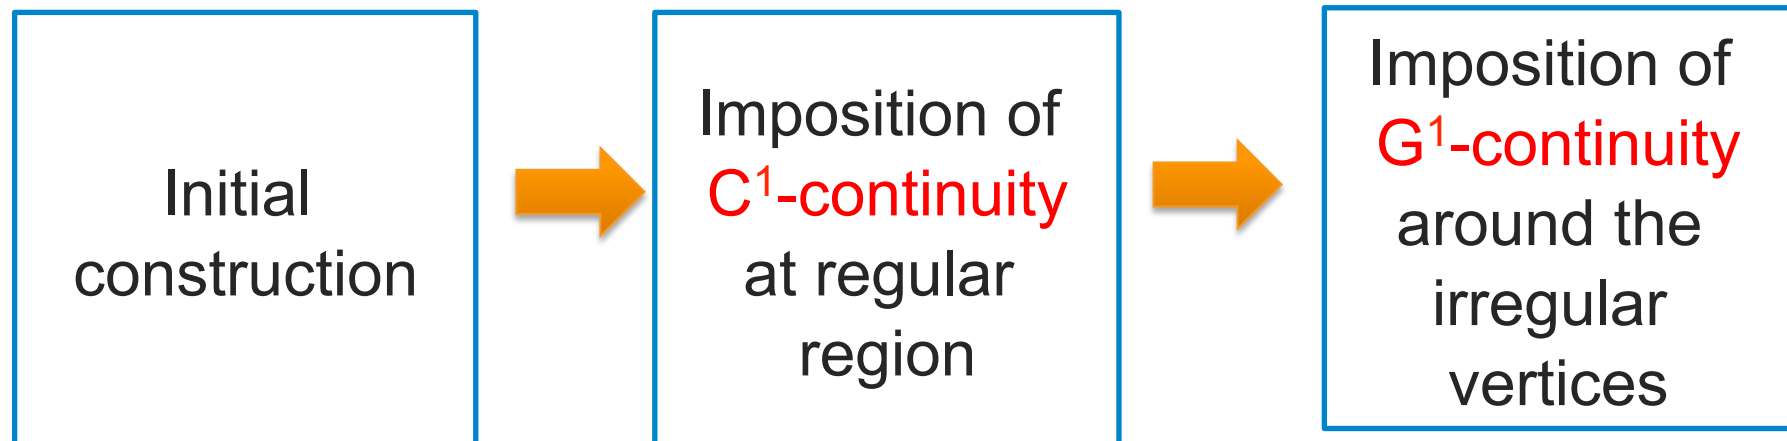 Initial
construction
Imposition of
C¹-continuity
at regular
region
Imposition of
G¹-continuity
around the
irregular
vertices